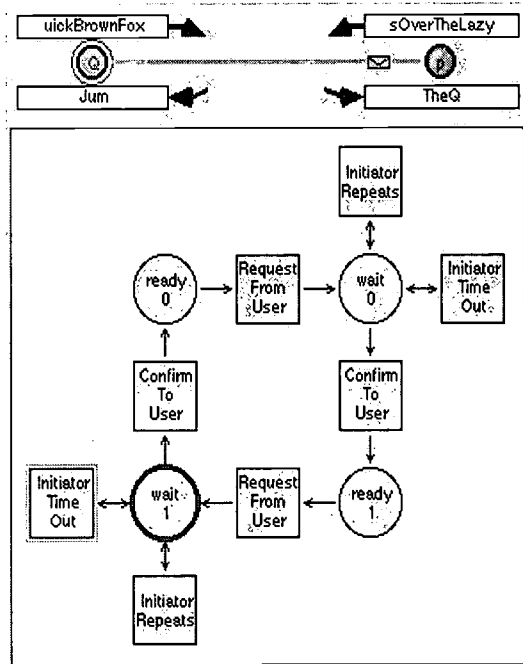 uickBrownFox
sOverTheLazy
Q
p
Jum
TheQ
Initiator
Repeats
ready
0
Request
From
User
wait
0
Initiator
Time
Out
Confirm
To
User
Confirm
To
User
Initiator
Time
Out
wait
1
Request
From
User
ready
1
Initiator
Repeats